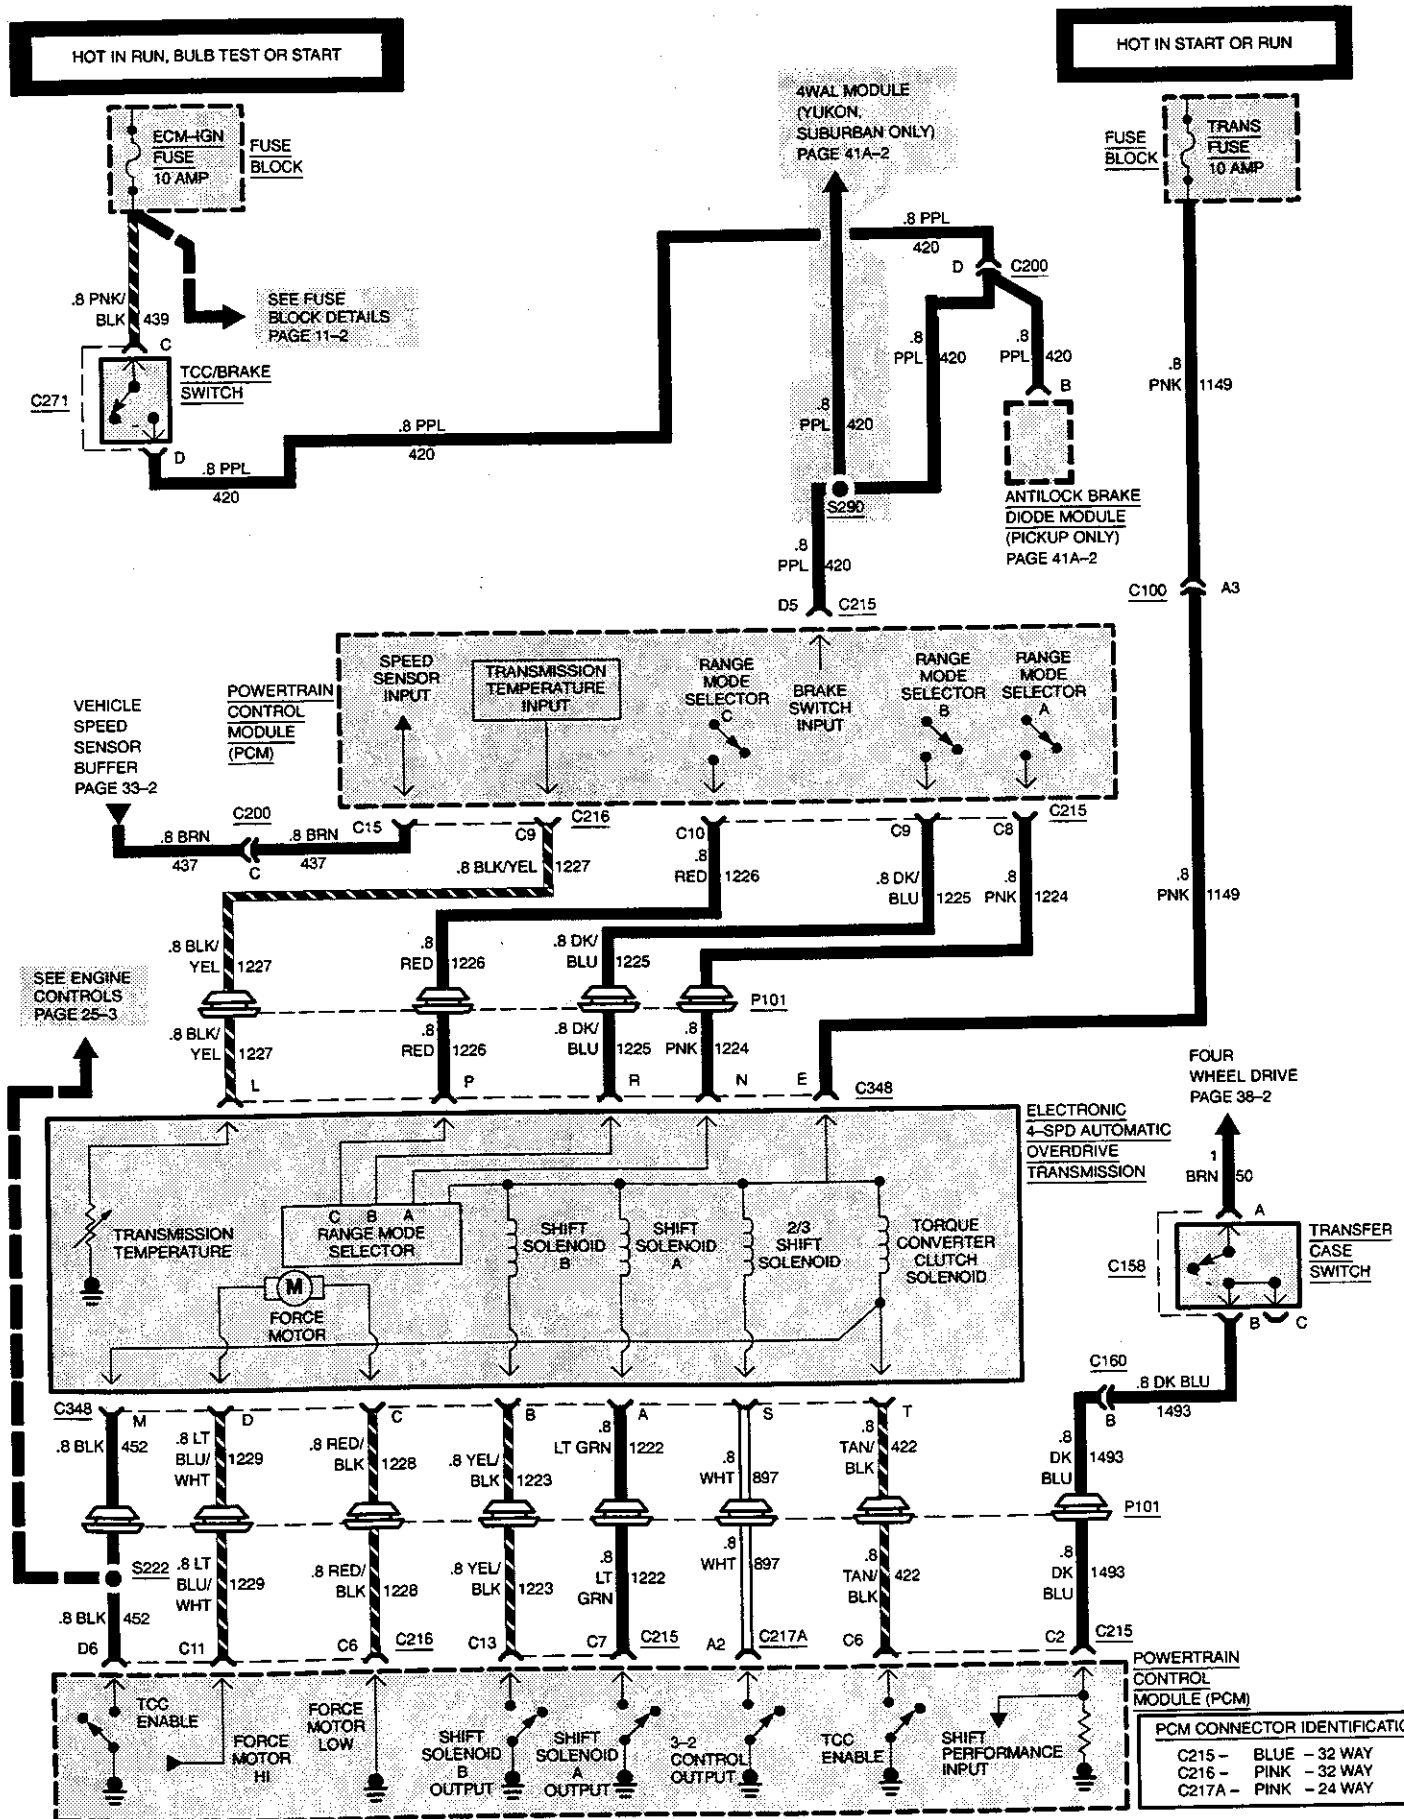 HOT IN RUN, BULB TEST OR START
HOT IN START OR RUN
ECM–IGN
FUSE
10 AMP
FUSE
BLOCK
4WAL MODULE
(YUKON,
SUBURBAN ONLY)
PAGE 41A–2
FUSE
BLOCK
TRANS
FUSE
10 AMP
.8 PPL
420
D
C200
.8 PNK/
BLK
439
SEE FUSE
BLOCK DETAILS
PAGE 11–2
C
C271
TCC/BRAKE
SWITCH
D
.8 PPL
420
.8 PPL
420
.8
PPL
420
.8
PPL
420
.8
PPL
420
B
.8
PNK
1149
S290
ANTILOCK BRAKE
DIODE MODULE
(PICKUP ONLY)
PAGE 41A–2
.8
PPL
420
D5
C215
C100
A3
POWERTRAIN
CONTROL
MODULE
(PCM)
SPEED
SENSOR
INPUT
TRANSMISSION
TEMPERATURE
INPUT
RANGE
MODE
SELECTOR
C
BRAKE
SWITCH
INPUT
RANGE
MODE
SELECTOR
B
RANGE
MODE
SELECTOR
A
VEHICLE
SPEED
SENSOR
BUFFER
PAGE 33–2
C200
.8 BRN
437
C
.8 BRN
437
C15
C9
C216
C10
C9
C8
C215
.8 BLK/YEL
1227
.8
RED
1226
.8 DK/
BLU
1225
.8
PNK
1224
.8
PNK
1149
.8 BLK/
YEL
1227
.8
RED
1226
.8 DK/
BLU
1225
P101
SEE ENGINE
CONTROLS
PAGE 25–3
.8 BLK/
YEL
1227
.8
RED
1226
.8 DK/
BLU
1225
.8
PNK
1224
L
P
R
N
E
C348
FOUR
WHEEL DRIVE
PAGE 38–2
ELECTRONIC
4–SPD AUTOMATIC
OVERDRIVE
TRANSMISSION
1
BRN
50
A
TRANSMISSION
TEMPERATURE
C B A
RANGE MODE
SELECTOR
SHIFT
SOLENOID
B
SHIFT
SOLENOID
A
2/3
SHIFT
SOLENOID
TORQUE
CONVERTER
CLUTCH
SOLENOID
M
FORCE
MOTOR
C158
TRANSFER
CASE
SWITCH
B
C
C160
.8 DK BLU
1493
B
C348
M
D
C
B
A
S
T
.8 BLK
452
.8 LT
BLU/
WHT
1229
.8 RED/
BLK
1228
.8 YEL/
BLK
1223
.8
LT GRN
1222
.8
WHT
897
.8
TAN/
BLK
422
.8
DK
BLU
1493
P101
S222
.8 LT
BLU/
WHT
1229
.8 RED/
BLK
1228
.8 YEL/
BLK
1223
.8
LT
GRN
1222
.8
WHT
897
.8
TAN/
BLK
422
.8
DK
BLU
1493
.8 BLK
452
D6
C11
C6
C216
C13
C7
C215
A2
C217A
C6
C2
C215
POWERTRAIN
CONTROL
MODULE (PCM)
TCC
ENABLE
FORCE
MOTOR
HI
FORCE
MOTOR
LOW
SHIFT
SOLENOID
B
OUTPUT
SHIFT
SOLENOID
A
OUTPUT
3–2
CONTROL
OUTPUT
TCC
ENABLE
SHIFT
PERFORMANCE
INPUT
PCM CONNECTOR IDENTIFICATIO
C215 – BLUE – 32 WAY
C216 – PINK – 32 WAY
C217A – PINK – 24 WAY